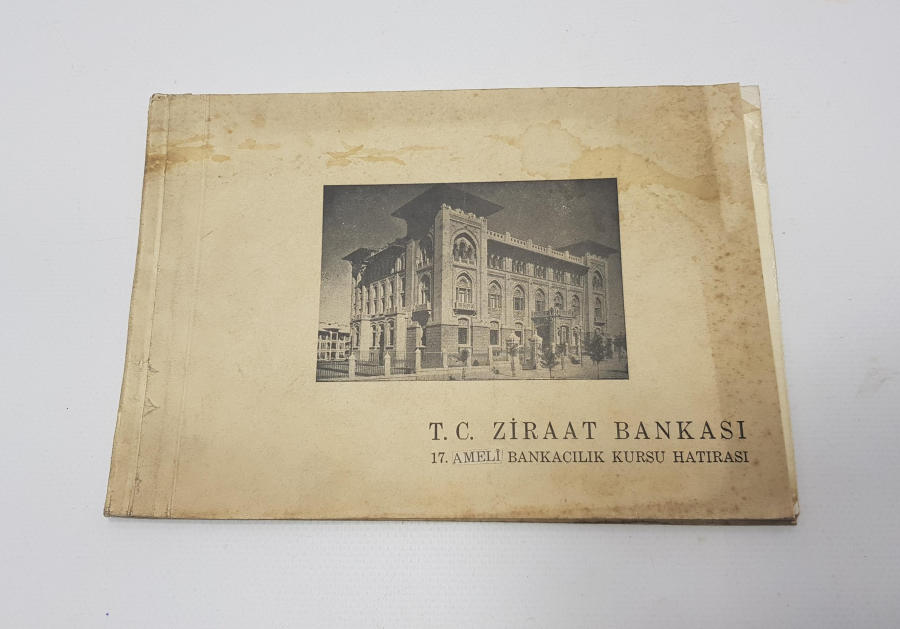 T. C. ZİRAAT BANKASI
17. AMELİ BANKACILIK KURSU HATIRASI